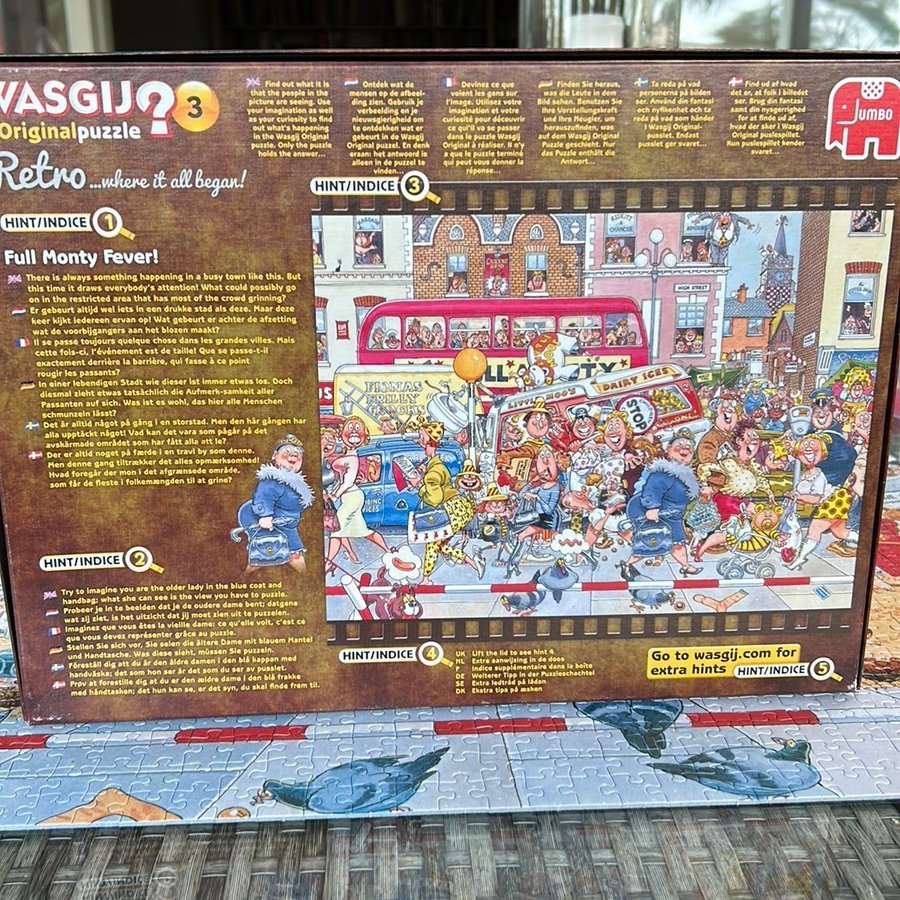 WASGIJ? 3
Originalpuzzle
Retro ...where it all began!
Find out what it is
that the people in the
picture are seeing. Use
your imagination as well
as your curiosity to find
out what's happening
in the Wasgij Original
puzzle. Only the puzzle
holds the answer...
Ontdek wat de
mensen op de afbeel-
ding zien. Gebruik je
verbeelding en je
nieuwsgierigheid om
te ontdekken wat er
gebeurt in de Wasgij
Original puzzel. En denk
eraan: het antwoord is
alleen in de puzzel te
vinden...
Devinez ce que
voient les gens sur
l'image. Utilisez votre
imagination et votre
curiosité pour découvrir
ce qu'il va se passer
dans le puzzle Wasgij
Original à réaliser. Il n'y
a que le puzzle terminé
qui peut vous donner la
réponse...
Finden Sie heraus,
was die Leute in dem
Bild sehen. Benutzen Sie
Ihre Vorstellungskraft
und Ihre Neugier, um
herauszufinden, was
auf dem Wasgij Original
Puzzle geschieht. Nur
das Puzzle enthält die
Antwort...
Ta reda på vad
personerna på bilden
ser. Använd din fantasi
och nyfikenhet och ta
reda på vad som händer
i Wasgij Original-
pusslet. Endast
pusslet ger svaret...
Find ud af hvad
det er, at folk i billedet
ser. Brug din fantasi
samt din nysgerrighed
for at finde ud af,
hvad der sker i Wasgij
Original puslespillet.
Kun puslespillet kender
svaret...
Jumbo
HINT/INDICE 1
Full Monty Fever!
There is always something happening in a busy town like this. But
this time it draws everybody's attention! What could possibly go
on in the restricted area that has most of the crowd grinning?
Er gebeurt altijd wel iets in een drukke stad als deze. Maar deze
keer kijkt iedereen ervan op! Wat gebeurt er achter de afzetting
wat de voorbijgangers aan het blozen maakt?
Il se passe toujours quelque chose dans les grandes villes. Mais
cette fois-ci, l'événement est de taille! Que se passe-t-il
exactement derrière la barrière, qui fasse à ce point
rougir les passants?
In einer lebendigen Stadt wie dieser ist immer etwas los. Doch
diesmal zieht etwas tatsächlich die Aufmerk-samkeit aller
Passanten auf sich. Was ist es wohl, das hier alle Menschen
schmunzeln lässt?
Det är alltid något på gång i en storstad. Men den här gången har
alla upptäckt något! Vad kan det vara som pågår på det
avskärmade området som har fått alla att le?
Der er altid noget på færde i en travl by som denne.
Men denne gang tiltrækker det alles opmærksomhed!
Hvad foregår der mon i det afgrænsede område,
som får de fleste i folkemængden til at grine?
HINT/INDICE 2
Try to imagine you are the older lady in the blue coat and
handbag: what she can see is the view you have to puzzel.
Probeer je in te beelden dat je de oudere dame bent; datgene
wat zij ziet, is het uitzicht dat jij moet zien uit te puzzelen.
Imaginez que vous êtes la vieille dame: ce qu'elle voit, c'est ce
que vous devez représenter grâce au puzzle.
Stellen Sie sich vor, Sie seien die ältere Dame mit blauem Mantel
und Handtasche. Was diese sieht, müssen Sie puzzeln.
Föreställ dig att du är den äldre damen i den blå kappan med
handväska; det som hon ser är det som du ser av pusslet.
Prøv at forestille dig at du er den ældre dame i den blå frakke
med håndtasken; det hun kan se, er det syn, du skal finde frem til.
HINT/INDICE 3
HIGH STREET
FIONAS
FRILLY
LITTLE MOO'S DAIRY ICES
STOP
HINT/INDICE 4
UK Lift the lid to see hint 4
NL Extra aanwijzing in de doos
F Indice supplémentaire dans la boîte
DE Weiterer Tipp in der Puzzleschachtel
SE Extra ledtråd på lådan
DK Ekstra tips på æsken
Go to wasgij.com for
extra hints HINT/INDICE 5